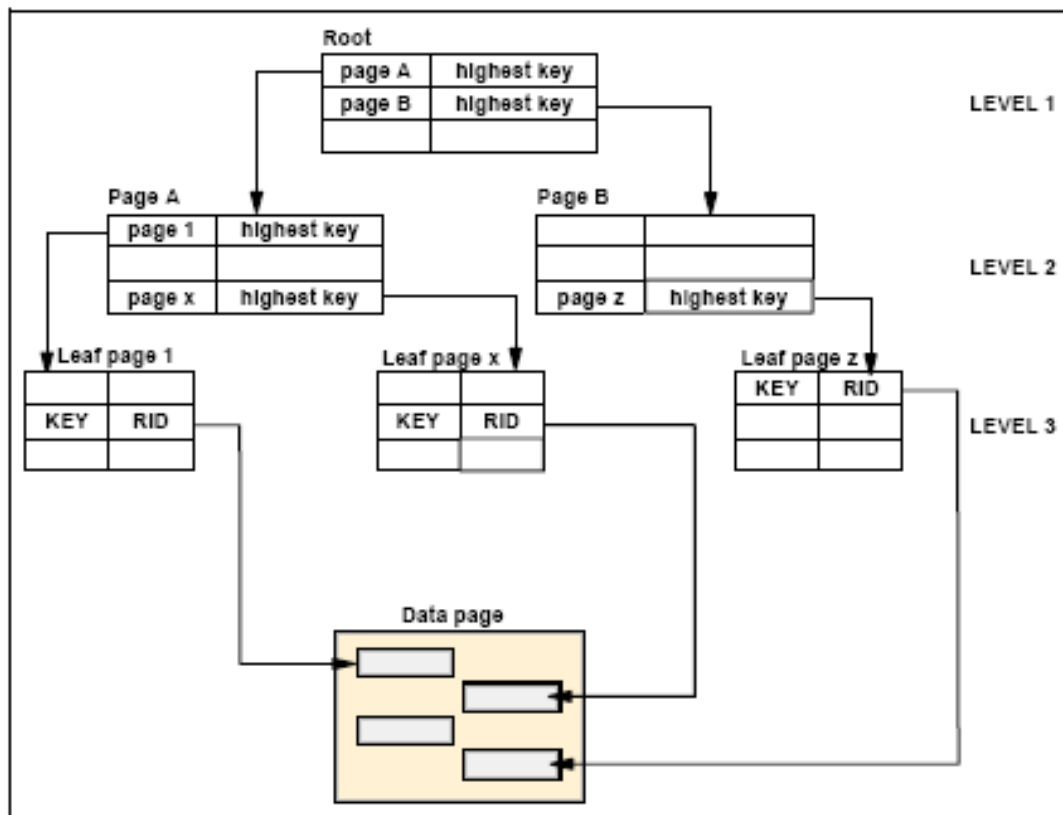 Root
page A highest key
page B highest key
LEVEL 1
Page A
Page B
page 1 highest key
LEVEL 2
page x highest key
page z highest key
Leaf page 1
Leaf page x
Leaf page z
KEY RID
KEY RID
KEY RID
LEVEL 3
Data page